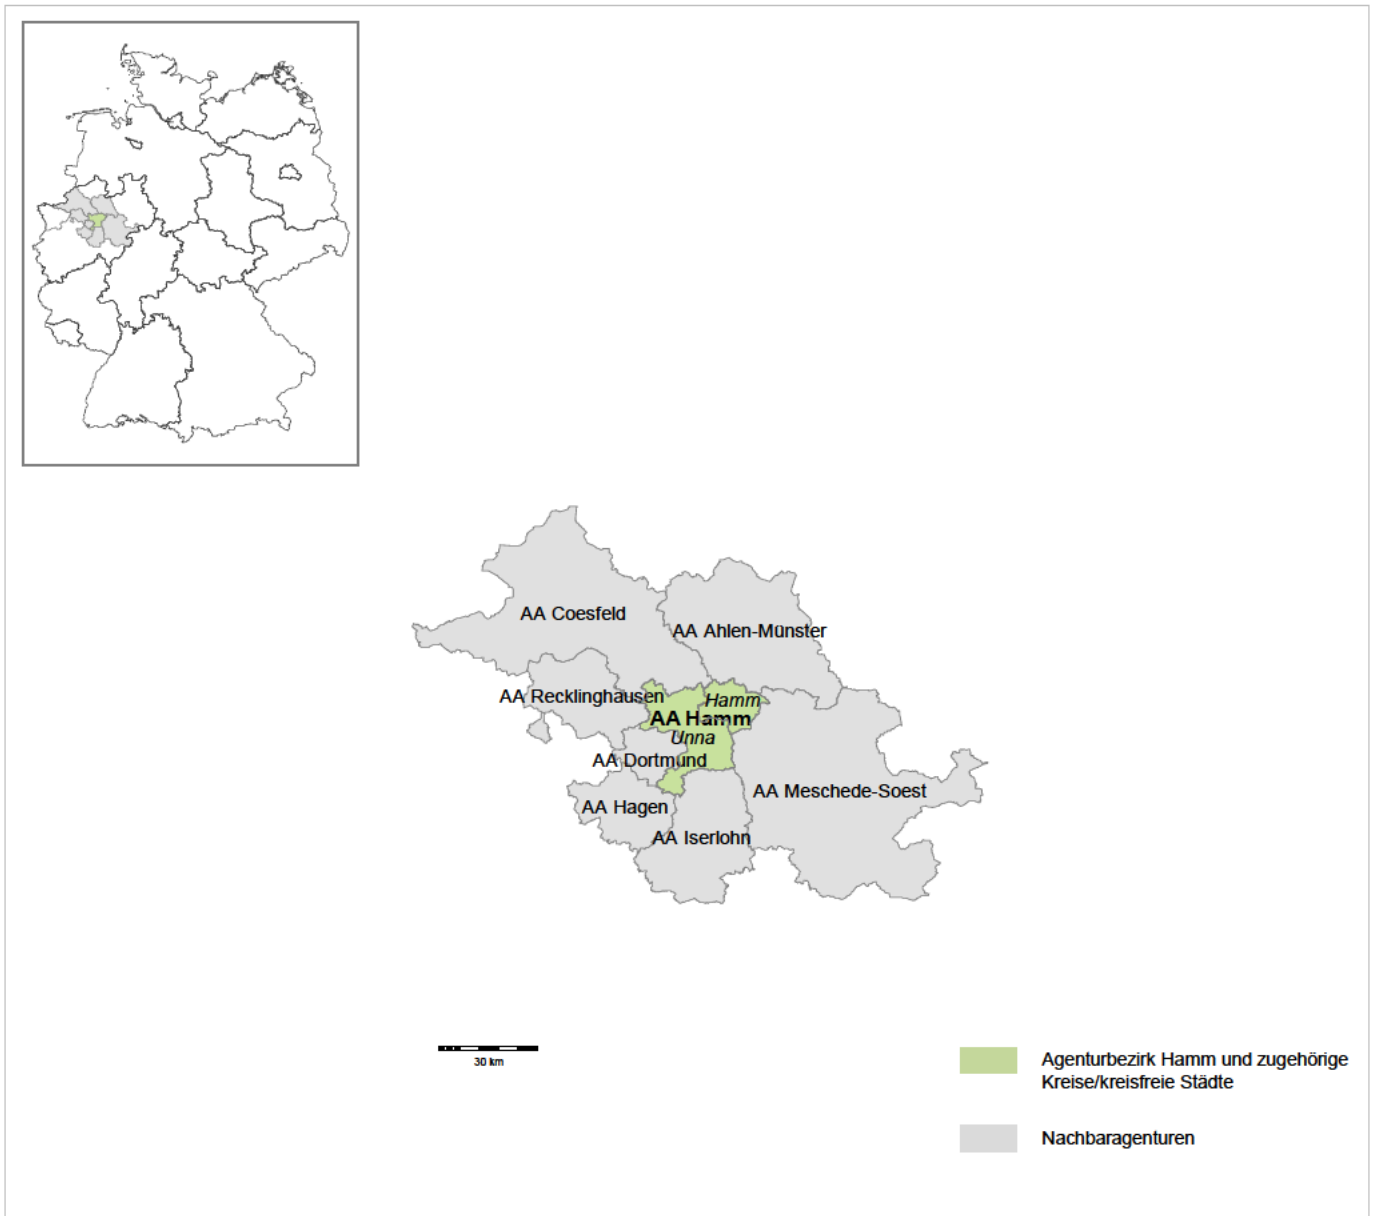 AA Coesfeld
AA Ahlen-Münster
AA Recklinghausen
Hamm
AA Hamm
Unna
AA Dortmund
AA Meschede-Soest
AA Hagen
AA Iserlohn
30 km
Agenturbezirk Hamm und zugehörige
Kreise/kreisfreie Städte
Nachbaragenturen